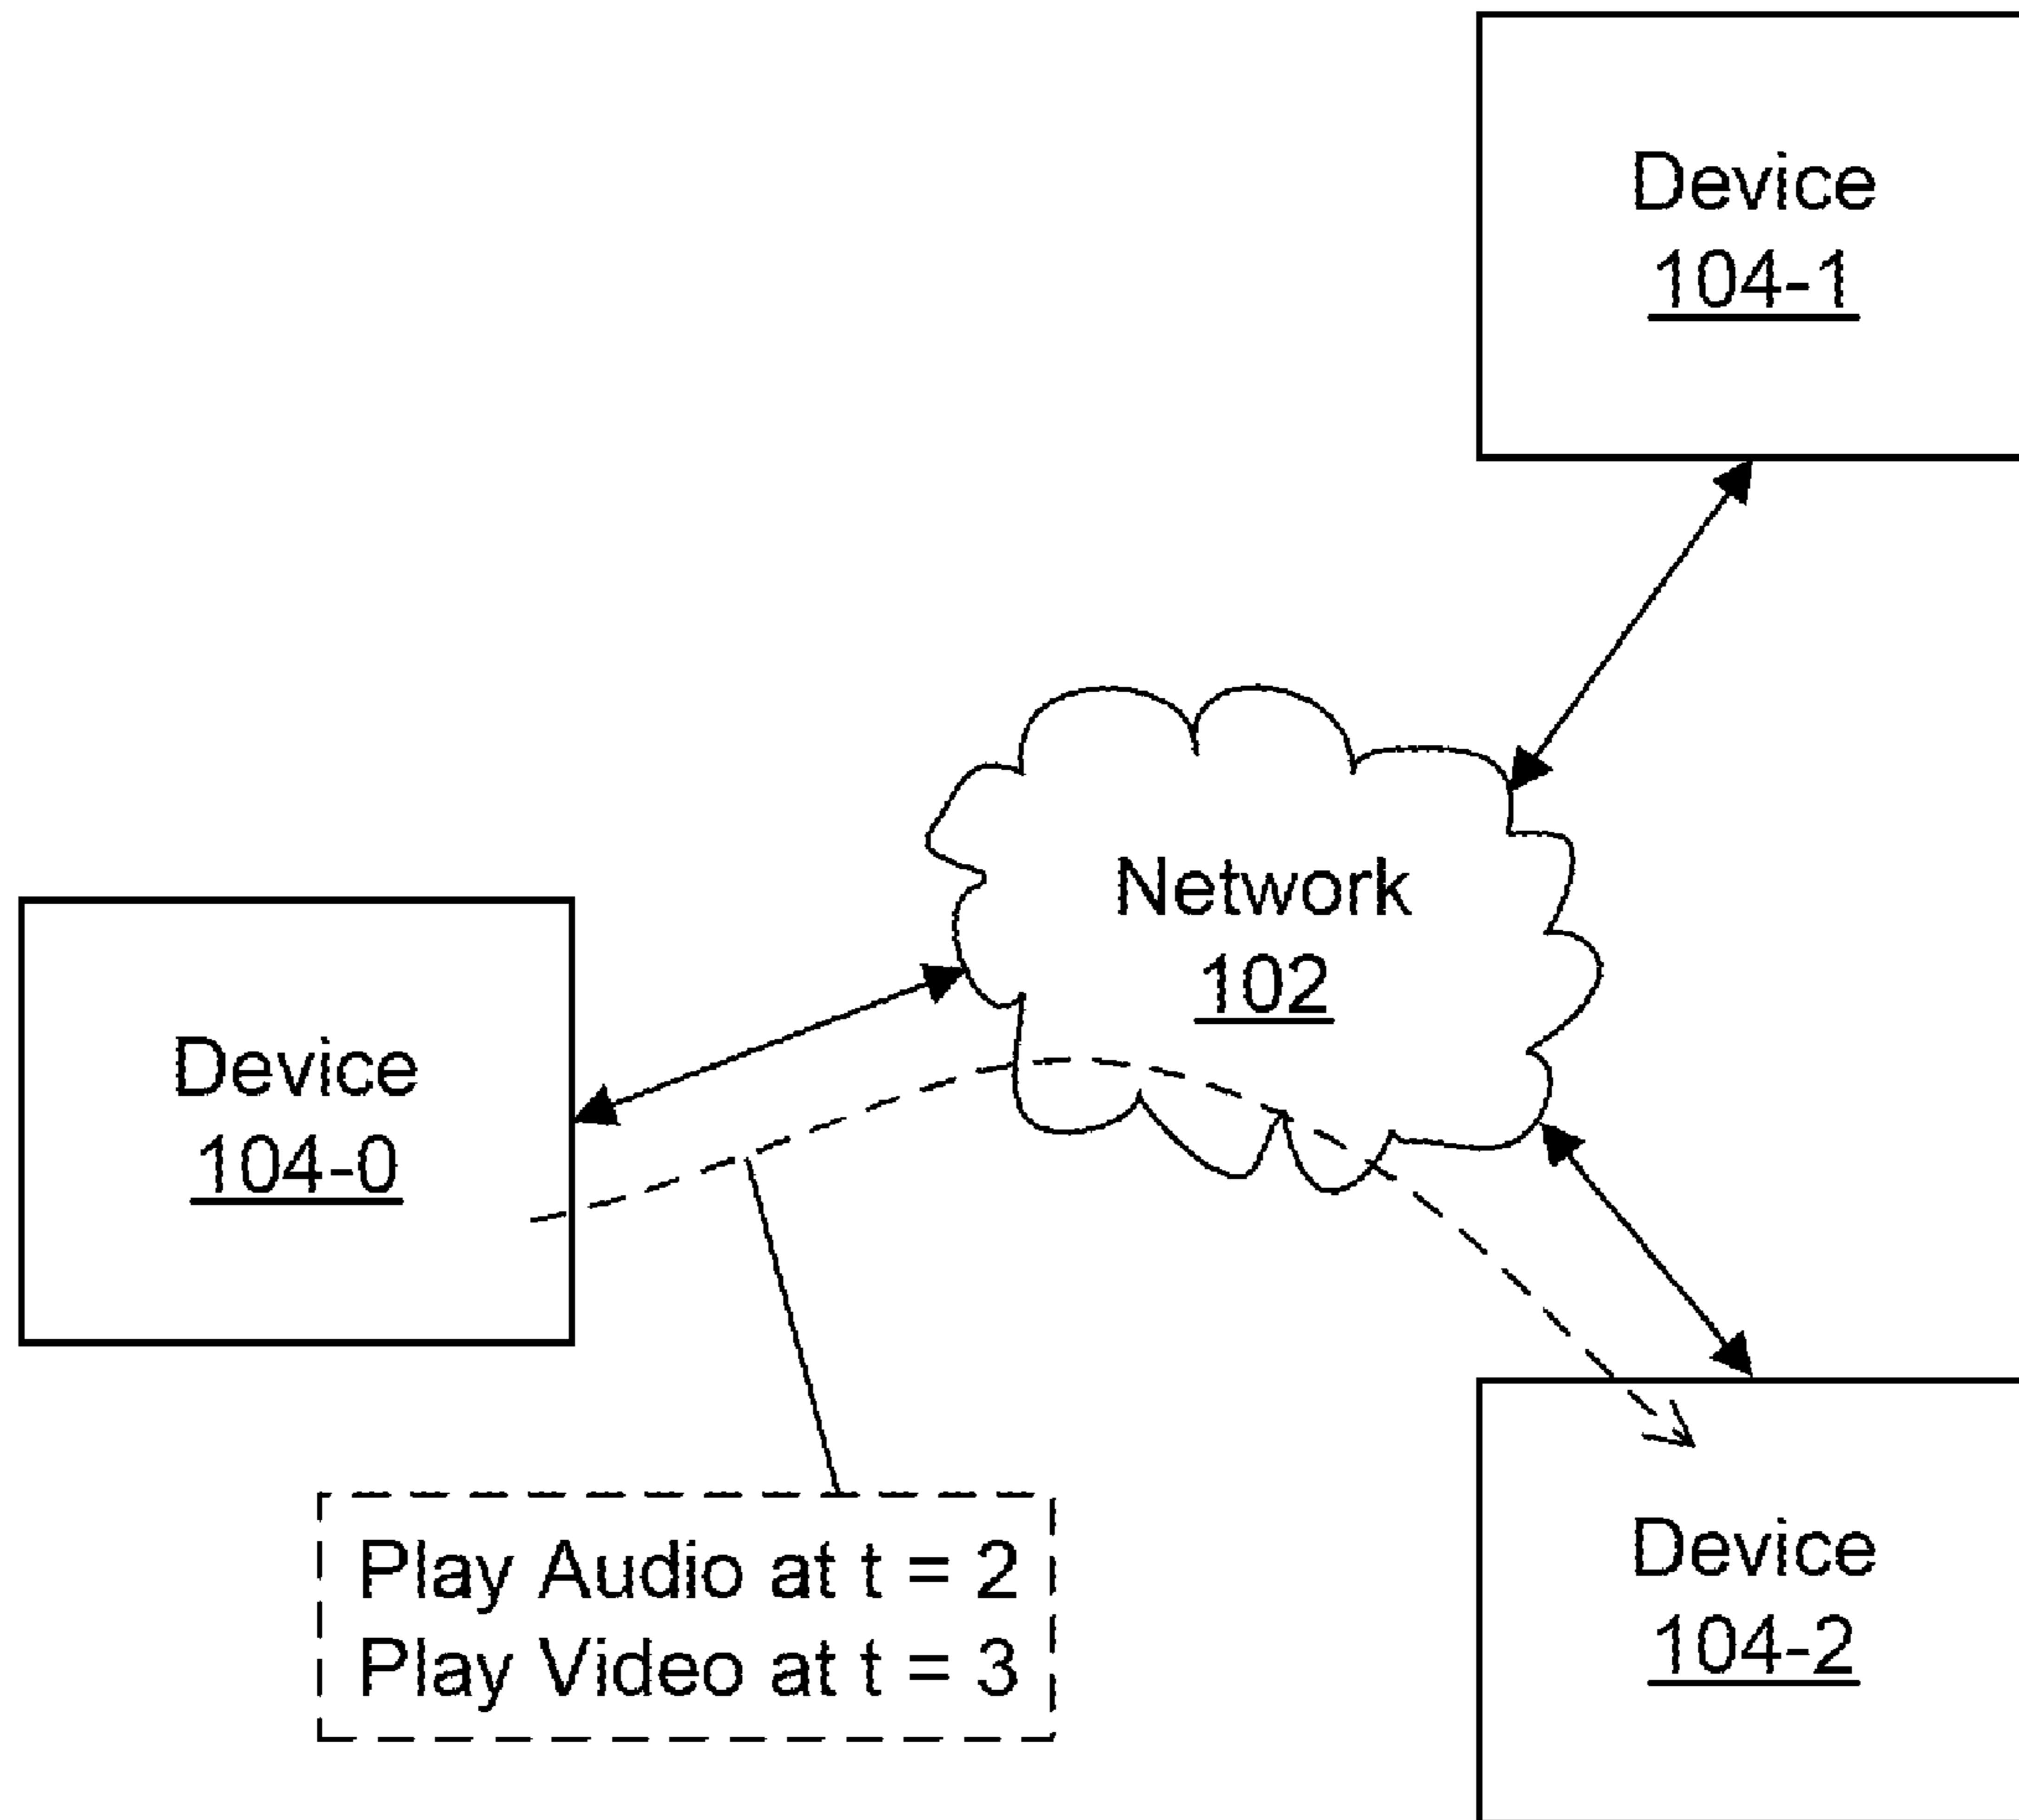 Device
104-1
Network
102
Device
104-0
Play Audio at t = 2
Play Video at t = 3
Device
104-2